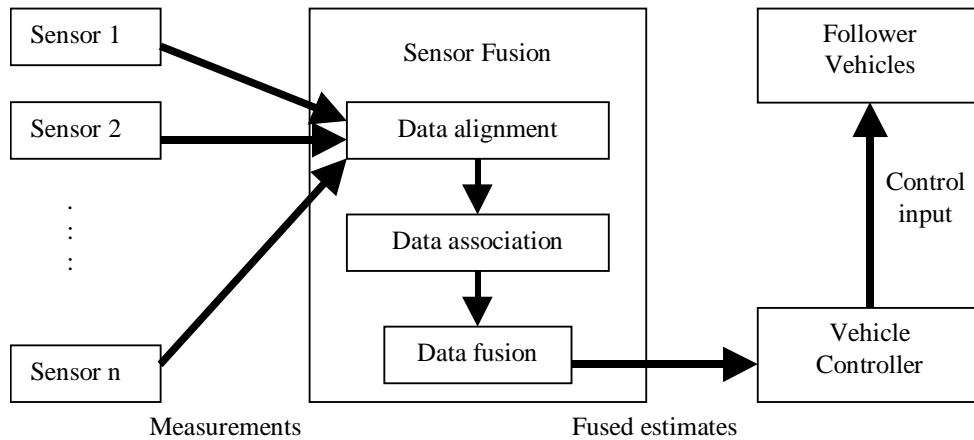 Sensor 1
Sensor 2
Sensor n
Measurements
Sensor Fusion
Data alignment
Data association
Data fusion
Fused estimates
Follower
Vehicles
Control
input
Vehicle
Controller